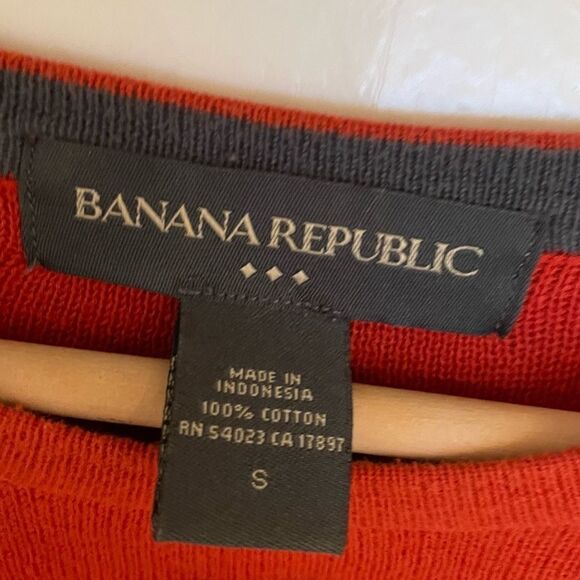 BANANA REPUBLIC
MADE IN
INDONESIA
100% COTTON
RN 54023 CA 17897
S